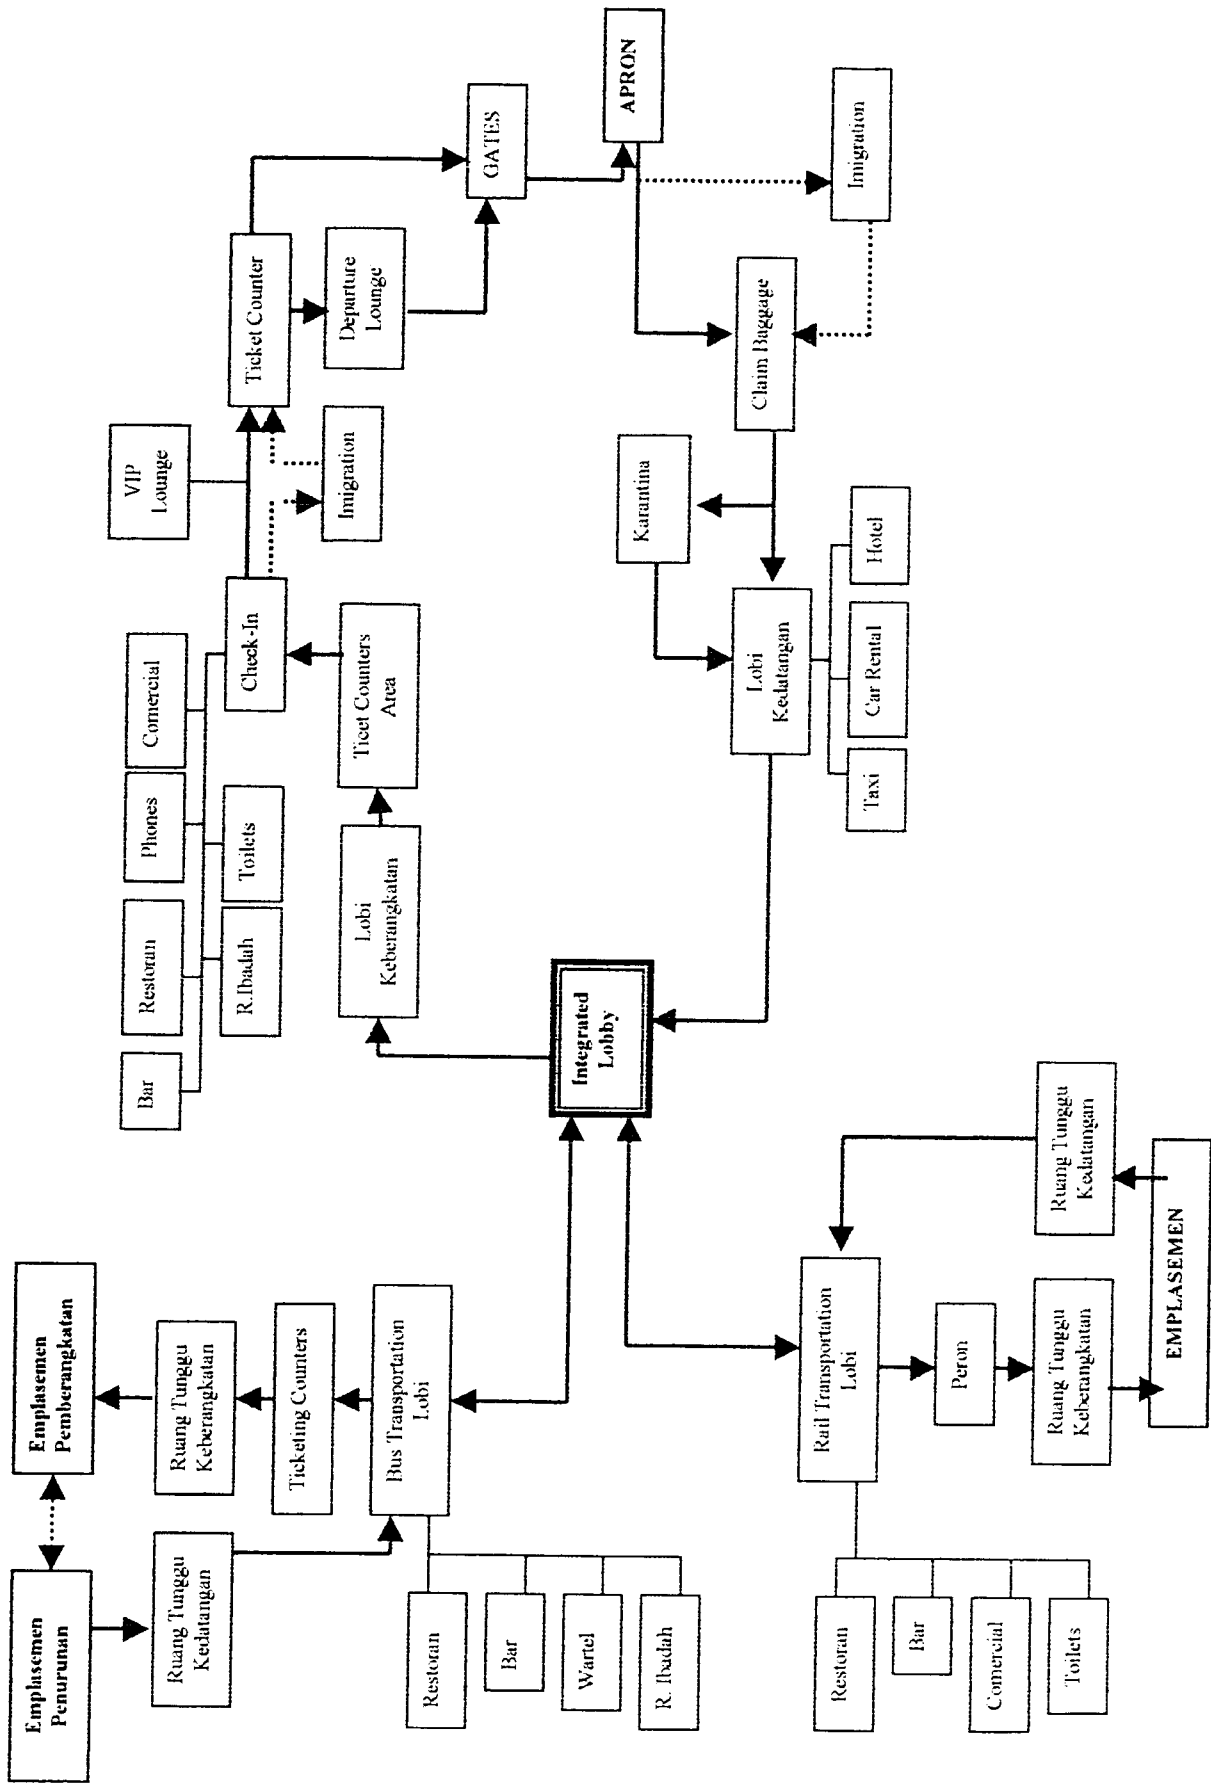 Emplasemen
Penurunan
Emplasemen
Pemberangkatan
Ruang Tunggu
Kedatangan
Ruang Tunggu
Keberangkatan
Ticketing Counters
Bus Transportation
Lobi
Restoran
Bar
Wartel
R. Ibadah
Bar
Restoran
Phones
Comercial
R.Ibadah
Toilets
Check-In
VIP
Lounge
Ticket Counter
Imigration
Departure
Lounge
GATES
Lobi
Keberangkatan
Ticet Counters
Area
Integrated
Lobby
APRON
Karantina
Claim Baggage
Imigration
Lobi
Kedatangan
Taxi
Car Rental
Hotel
Rail Transportation
Lobi
Restoran
Bar
Comercial
Toilets
Peron
Ruang Tunggu
Keberangkatan
Ruang Tunggu
Kedatangan
EMPLASEMEN